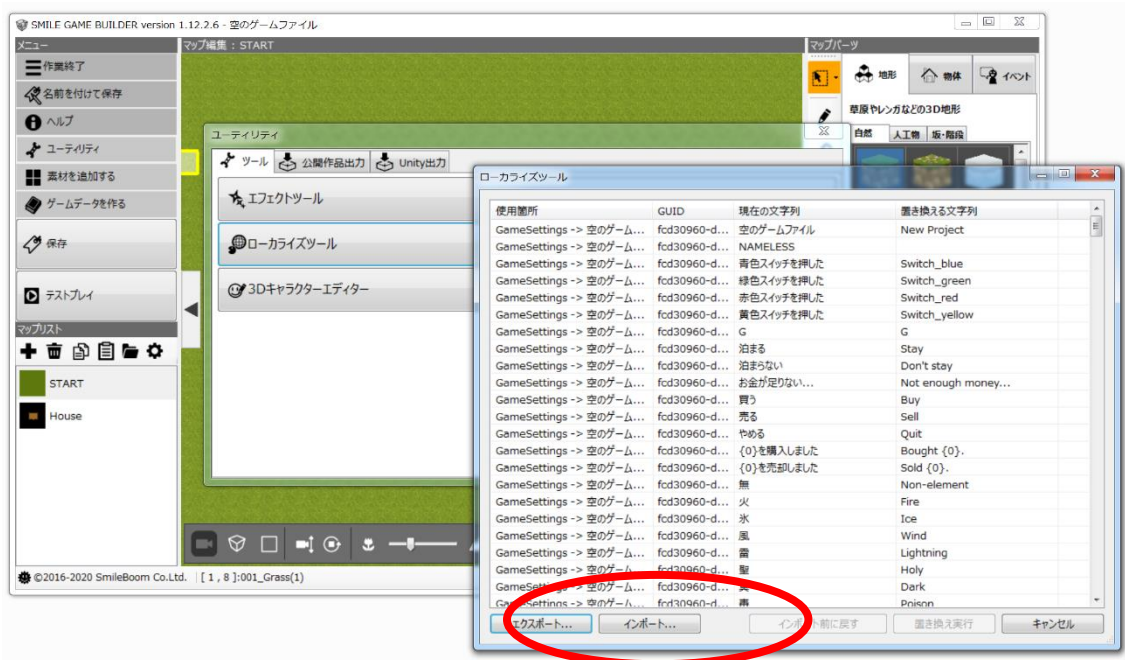 SMILE GAME BUILDER version 1.12.2.6 - 空のゲームファイル
メニュー
作業終了
名前を付けて保存
ヘルプ
ユーティリティ
素材を追加する
ゲームデータを作る
保存
テストプレイ
マップリスト
START
House
マップ編集 : START
マップパーツ
地形
物体
イベント
草原やレンガなどの3D地形
自然
人工物
坂・階段
ユーティリティ
ツール
公開作品出力
Unity出力
エフェクトツール
ローカライズツール
3Dキャラクターエディター
ローカライズツール
使用箇所 GUID 現在の文字列 置き換える文字列
GameSettings -> 空のゲーム... fcd30960-d... 空のゲームファイル New Project
GameSettings -> 空のゲーム... fcd30960-d... NAMELESS
GameSettings -> 空のゲーム... fcd30960-d... 青色スイッチを押した Switch_blue
GameSettings -> 空のゲーム... fcd30960-d... 緑色スイッチを押した Switch_green
GameSettings -> 空のゲーム... fcd30960-d... 赤色スイッチを押した Switch_red
GameSettings -> 空のゲーム... fcd30960-d... 黄色スイッチを押した Switch_yellow
GameSettings -> 空のゲーム... fcd30960-d... G G
GameSettings -> 空のゲーム... fcd30960-d... 泊まる Stay
GameSettings -> 空のゲーム... fcd30960-d... 泊まらない Don't stay
GameSettings -> 空のゲーム... fcd30960-d... お金が足りない... Not enough money...
GameSettings -> 空のゲーム... fcd30960-d... 買う Buy
GameSettings -> 空のゲーム... fcd30960-d... 売る Sell
GameSettings -> 空のゲーム... fcd30960-d... やめる Quit
GameSettings -> 空のゲーム... fcd30960-d... {0}を購入しました Bought {0}.
GameSettings -> 空のゲーム... fcd30960-d... {0}を売却しました Sold {0}.
GameSettings -> 空のゲーム... fcd30960-d... 無 Non-element
GameSettings -> 空のゲーム... fcd30960-d... 火 Fire
GameSettings -> 空のゲーム... fcd30960-d... 氷 Ice
GameSettings -> 空のゲーム... fcd30960-d... 風 Wind
GameSettings -> 空のゲーム... fcd30960-d... 雷 Lightning
GameSettings -> 空のゲーム... fcd30960-d... 聖 Holy
GameSettings -> 空のゲーム... fcd30960-d... Dark
GameSettings -> 空のゲーム... fcd30960-d... 毒 Poison
エクスポート... インポート... インポート前に戻す 置き換え実行 キャンセル
©2016-2020 SmileBoom Co.Ltd. [ 1 , 8 ]:001_Grass(1)